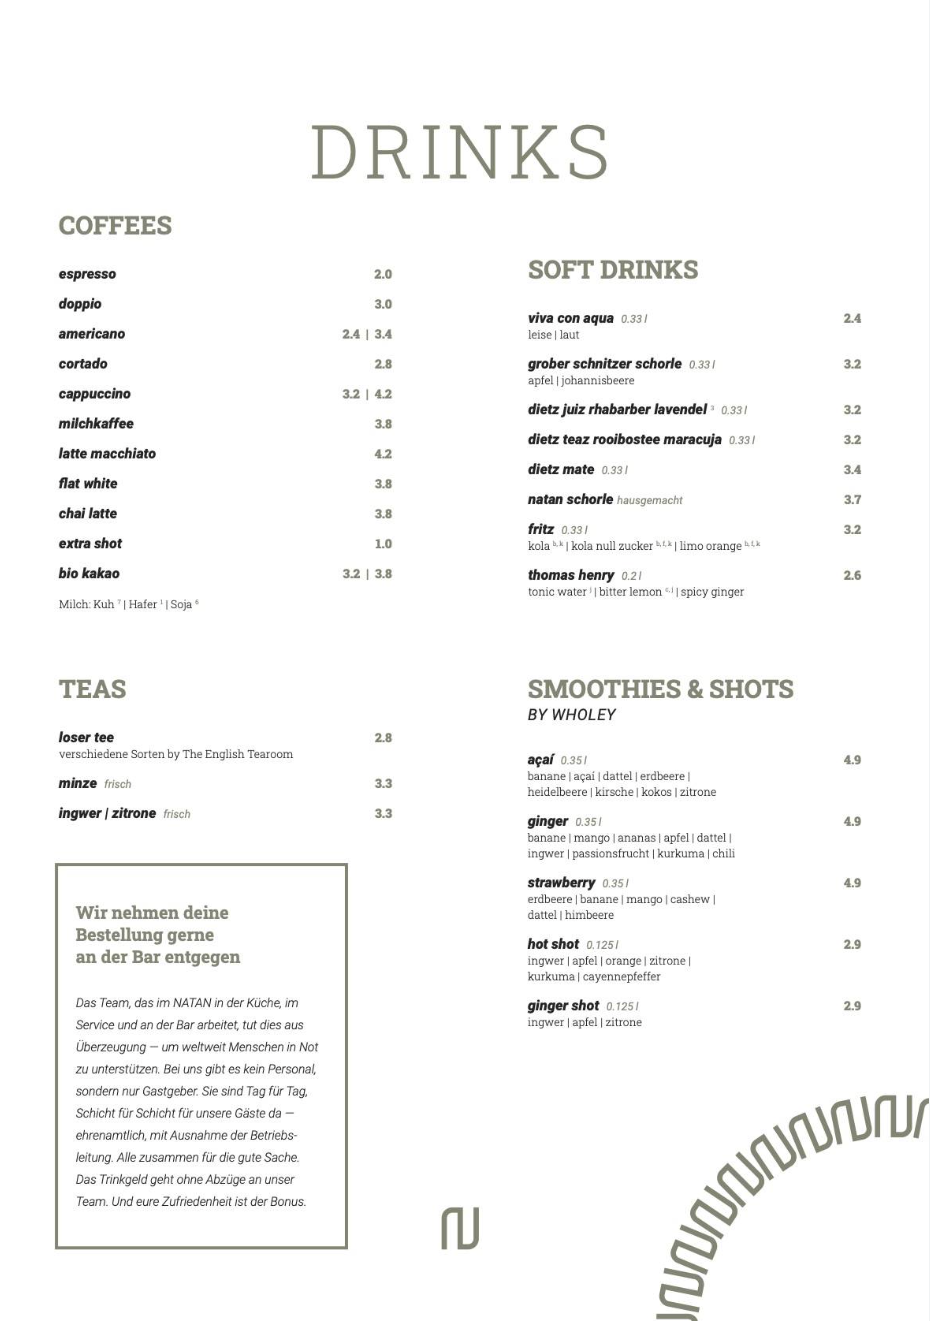 DRINKS
COFFEES
espresso 2.0
doppio 3.0
americano 2.4 | 3.4
cortado 2.8
cappuccino 3.2 | 4.2
milchkaffee 3.8
latte macchiato 4.2
flat white 3.8
chai latte 3.8
extra shot 1.0
bio kakao 3.2 | 3.8
Milch: Kuh ⁷ | Hafer ¹ | Soja ⁶
TEAS
loser tee 2.8
verschiedene Sorten by The English Tearoom
minze frisch 3.3
ingwer | zitrone frisch 3.3
Wir nehmen deine
Bestellung gerne
an der Bar entgegen
Das Team, das im NATAN in der Küche, im
Service und an der Bar arbeitet, tut dies aus
Überzeugung — um weltweit Menschen in Not
zu unterstützen. Bei uns gibt es kein Personal,
sondern nur Gastgeber. Sie sind Tag für Tag,
Schicht für Schicht für unsere Gäste da —
ehrenamtlich, mit Ausnahme der Betriebs-
leitung. Alle zusammen für die gute Sache.
Das Trinkgeld geht ohne Abzüge an unser
Team. Und eure Zufriedenheit ist der Bonus.
SOFT DRINKS
viva con aqua 0.33 l 2.4
leise | laut
grober schnitzer schorle 0.33 l 3.2
apfel | johannisbeere
dietz juiz rhabarber lavendel ³ 0.33 l 3.2
dietz teaz rooibostee maracuja 0.33 l 3.2
dietz mate 0.33 l 3.4
natan schorle hausgemacht 3.7
fritz 0.33 l 3.2
kola b, k | kola null zucker b, f, k | limo orange b, f, k
thomas henry 0.2 l 2.6
tonic water j | bitter lemon c, j | spicy ginger
SMOOTHIES & SHOTS
BY WHOLEY
açaí 0.35 l 4.9
banane | açaí | dattel | erdbeere |
heidelbeere | kirsche | kokos | zitrone
ginger 0.35 l 4.9
banane | mango | ananas | apfel | dattel |
ingwer | passionsfrucht | kurkuma | chili
strawberry 0.35 l 4.9
erdbeere | banane | mango | cashew |
dattel | himbeere
hot shot 0.125 l 2.9
ingwer | apfel | orange | zitrone |
kurkuma | cayennepfeffer
ginger shot 0.125 l 2.9
ingwer | apfel | zitrone